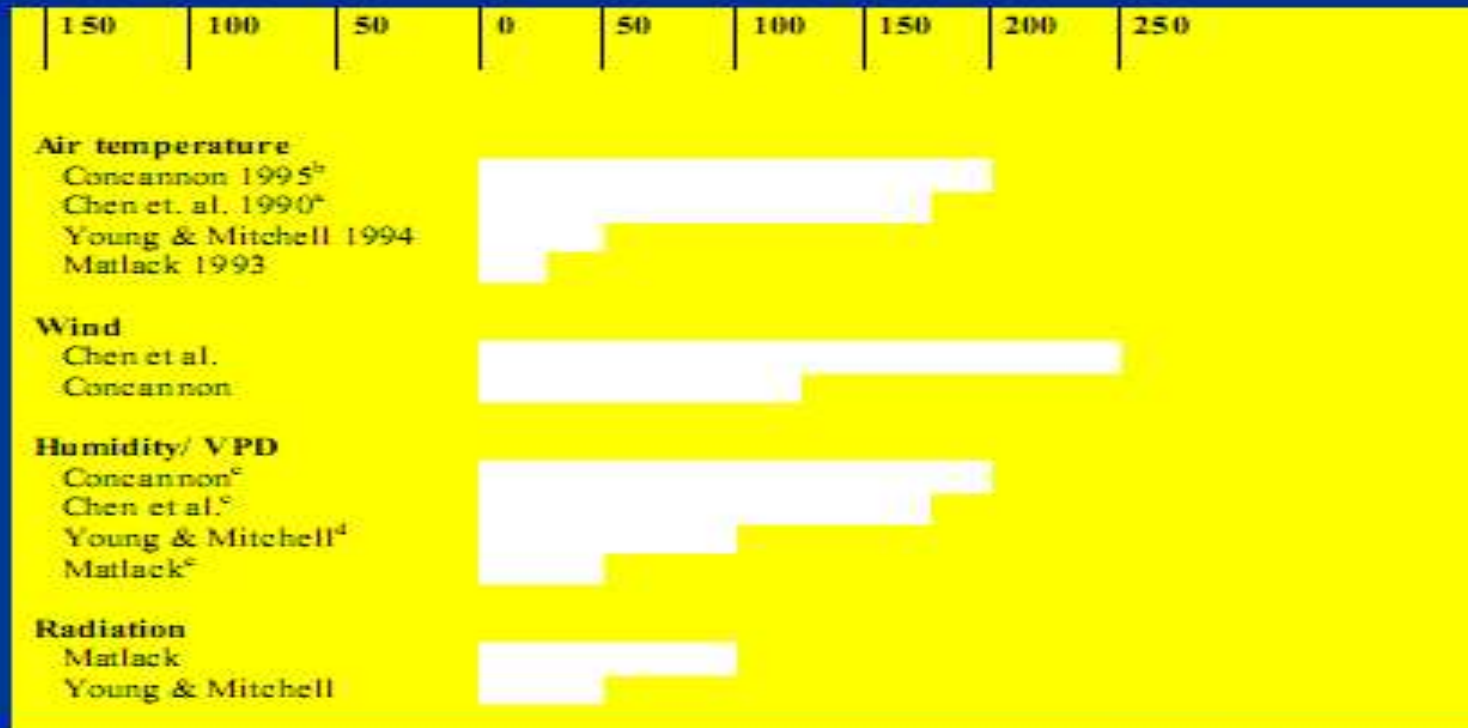 150 100 50 0 50 100 150 200 250
Air temperature
Concannon 1995ᵇ
Chen et. al. 1990ᵃ
Young & Mitchell 1994
Matlack 1993
Wind
Chen et al.
Concannon
Humidity/ VPD
Concannonᶜ
Chen et al.ᶜ
Young & Mitchellᵈ
Matlackᶜ
Radiation
Matlack
Young & Mitchell